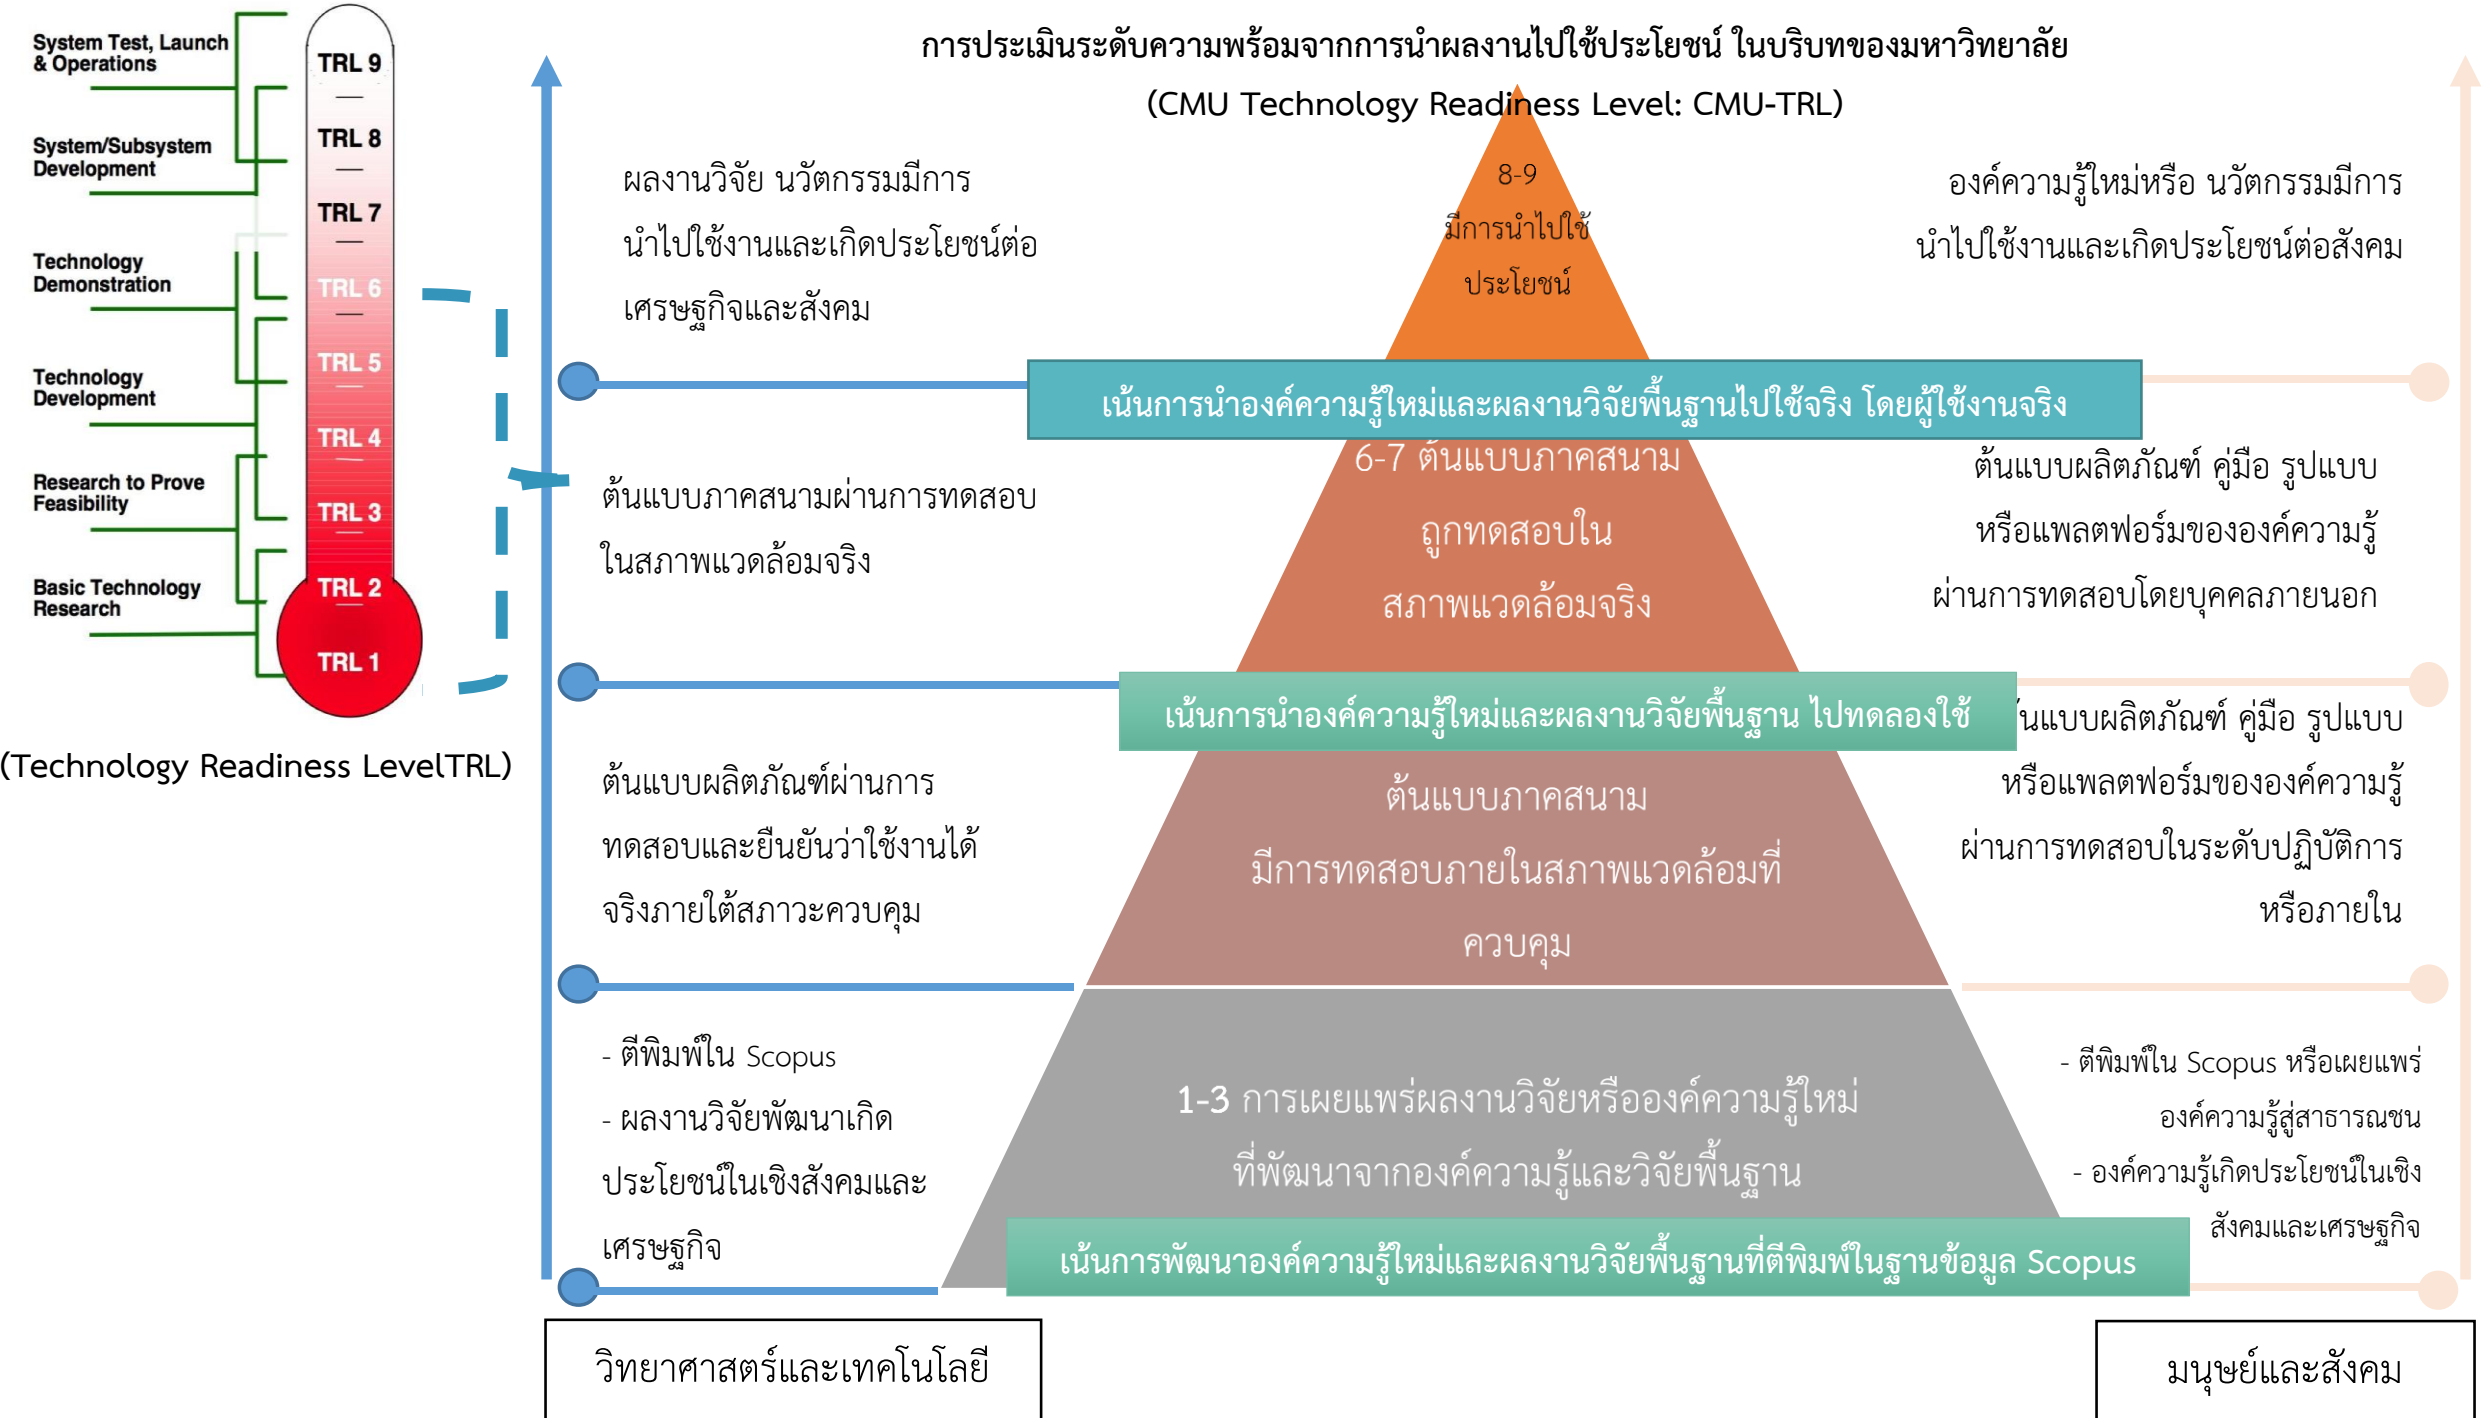 การประเมินระดับความพร้อมจากการนำผลงานไปใช้ประโยชน์ ในบริบทของมหาวิทยาลัย
(CMU Technology Readiness Level: CMU-TRL)
System Test, Launch
& Operations
System/Subsystem
Development
Technology
Demonstration
Technology
Development
Research to Prove
Feasibility
Basic Technology
Research
TRL 9
TRL 8
TRL 7
TRL 6
TRL 5
TRL 4
TRL 3
TRL 2
TRL 1
(Technology Readiness LevelTRL)
ผลงานวิจัย นวัตกรรมมีการ
นำไปใช้งานและเกิดประโยชน์ต่อ
เศรษฐกิจและสังคม
8-9
มีการนำไปใช้
ประโยชน์
องค์ความรู้ใหม่หรือ นวัตกรรมมีการ
นำไปใช้งานและเกิดประโยชน์ต่อสังคม
เน้นการนำองค์ความรู้ใหม่และผลงานวิจัยพื้นฐานไปใช้จริง โดยผู้ใช้งานจริง
ต้นแบบภาคสนามผ่านการทดสอบ
ในสภาพแวดล้อมจริง
6-7 ต้นแบบภาคสนาม
ถูกทดสอบใน
สภาพแวดล้อมจริง
ต้นแบบผลิตภัณฑ์ คู่มือ รูปแบบ
หรือแพลตฟอร์มขององค์ความรู้
ผ่านการทดสอบโดยบุคคลภายนอก
เน้นการนำองค์ความรู้ใหม่และผลงานวิจัยพื้นฐาน ไปทดลองใช้
ต้นแบบผลิตภัณฑ์ผ่านการ
ทดสอบและยืนยันว่าใช้งานได้
จริงภายใต้สภาวะควบคุม
ต้นแบบภาคสนาม
มีการทดสอบภายในสภาพแวดล้อมที่
ควบคุม
นแบบผลิตภัณฑ์ คู่มือ รูปแบบ
หรือแพลตฟอร์มขององค์ความรู้
ผ่านการทดสอบในระดับปฏิบัติการ
หรือภายใน
- ตีพิมพ์ใน Scopus
- ผลงานวิจัยพัฒนาเกิด
ประโยชน์ในเชิงสังคมและ
เศรษฐกิจ
1-3 การเผยแพร่ผลงานวิจัยหรือองค์ความรู้ใหม่
ที่พัฒนาจากองค์ความรู้และวิจัยพื้นฐาน
- ตีพิมพ์ใน Scopus หรือเผยแพร่
องค์ความรู้สู่สาธารณชน
- องค์ความรู้เกิดประโยชน์ในเชิง
สังคมและเศรษฐกิจ
เน้นการพัฒนาองค์ความรู้ใหม่และผลงานวิจัยพื้นฐานที่ตีพิมพ์ในฐานข้อมูล Scopus
วิทยาศาสตร์และเทคโนโลยี
มนุษย์และสังคม